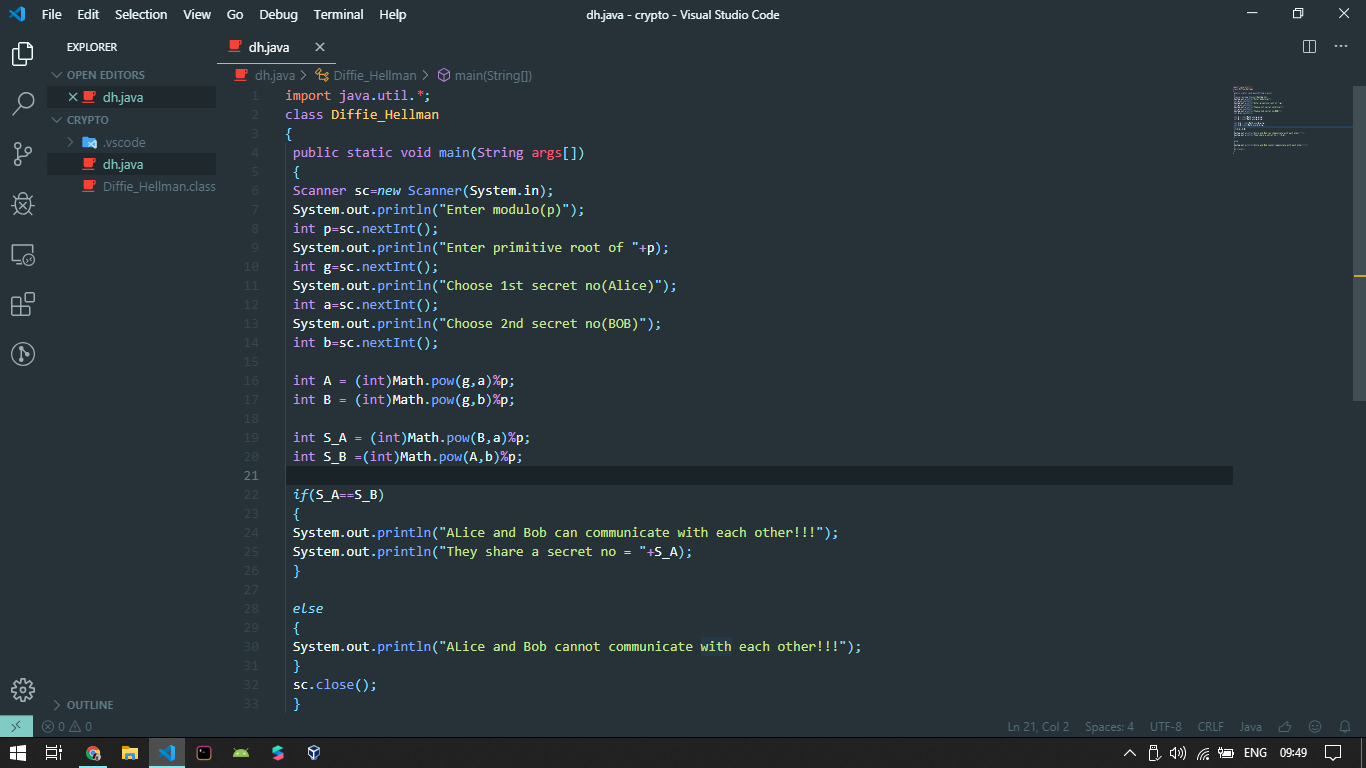 File Edit Selection View Go Debug Terminal Help
dh.java - crypto - Visual Studio Code
EXPLORER
OPEN EDITORS
dh.java
CRYPTO
.vscode
dh.java
Diffie_Hellman.class
OUTLINE
dh.java
dh.java > Diffie_Hellman > main(String[])
1 import java.util.*;
2 class Diffie_Hellman
3 {
4 public static void main(String args[])
5 {
6 Scanner sc=new Scanner(System.in);
7 System.out.println("Enter modulo(p)");
8 int p=sc.nextInt();
9 System.out.println("Enter primitive root of "+p);
10 int g=sc.nextInt();
11 System.out.println("Choose 1st secret no(Alice)");
12 int a=sc.nextInt();
13 System.out.println("Choose 2nd secret no(BOB)");
14 int b=sc.nextInt();
15
16 int A = (int)Math.pow(g,a)%p;
17 int B = (int)Math.pow(g,b)%p;
18
19 int S_A = (int)Math.pow(B,a)%p;
20 int S_B =(int)Math.pow(A,b)%p;
21
22 if(S_A==S_B)
23 {
24 System.out.println("ALice and Bob can communicate with each other!!!");
25 System.out.println("They share a secret no = "+S_A);
26 }
27
28 else
29 {
30 System.out.println("ALice and Bob cannot communicate with each other!!!");
31 }
32 sc.close();
33 }
0 0
Ln 21, Col 2 Spaces: 4 UTF-8 CRLF Java
ENG 09:49